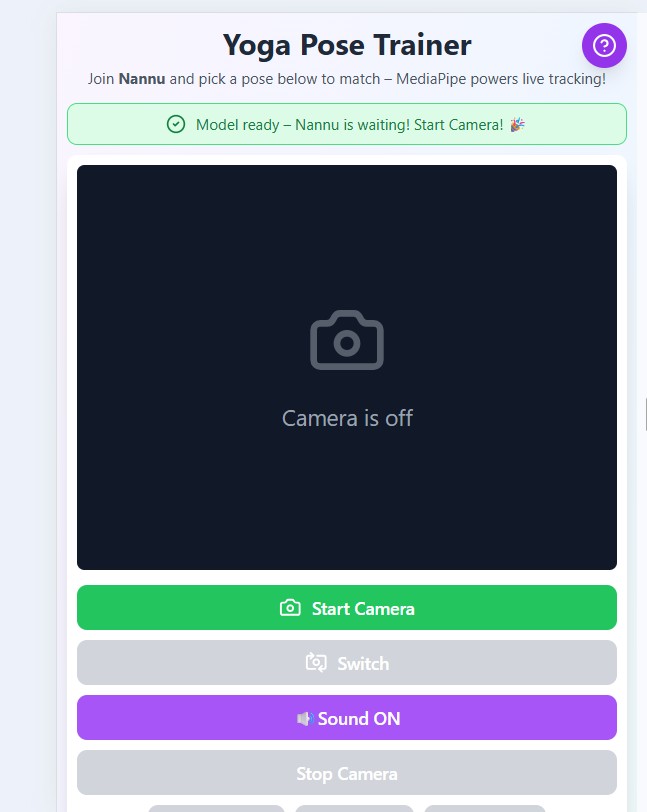 Yoga Pose Trainer
Join Nannu and pick a pose below to match – MediaPipe powers live tracking!
Model ready – Nannu is waiting! Start Camera! 🎉
Camera is off
Start Camera
Switch
🔊 Sound ON
Stop Camera